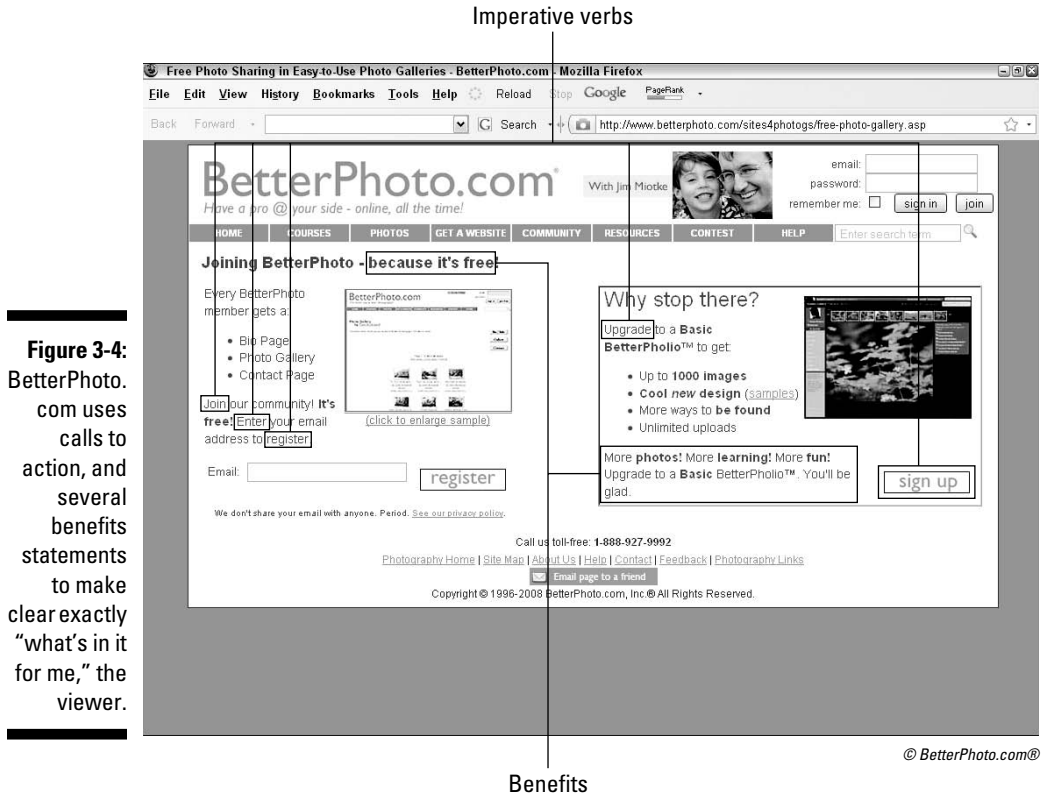 Imperative verbs
Free Photo Sharing in Easy-to-Use Photo Galleries - BetterPhoto.com - Mozilla Firefox
File Edit View History Bookmarks Tools Help Reload Stop Google PageRank
Back Forward G Search http://www.betterphoto.com/sites4photogs/free-photo-gallery.asp
BetterPhoto.com®
Have a pro @ your side - online, all the time!
With Jim Miotke
email:
password:
remember me: sign in join
HOME COURSES PHOTOS GET A WEBSITE COMMUNITY RESOURCES CONTEST HELP Enter search term
Joining BetterPhoto - because it's free!
Every BetterPhoto
member gets a:
• Bio Page
• Photo Gallery
• Contact Page
Join our community! It's
free! Enter your email
address to register.
BetterPhoto.com
(click to enlarge sample)
Email: register
We don't share your email with anyone. Period. See our privacy policy.
Why stop there?
Upgrade to a Basic
BetterPholio™ to get:
• Up to 1000 images
• Cool new design (samples)
• More ways to be found
• Unlimited uploads
More photos! More learning! More fun!
Upgrade to a Basic BetterPholio™. You'll be
glad.
sign up
Call us toll-free: 1-888-927-9992
Photography Home | Site Map | About Us | Help | Contact | Feedback | Photography Links
Email page to a friend
Copyright © 1996-2008 BetterPhoto.com, Inc.® All Rights Reserved.
Figure 3-4:
BetterPhoto.
com uses
calls to
action, and
several
benefits
statements
to make
clear exactly
“what's in it
for me,” the
viewer.
© BetterPhoto.com®
Benefits